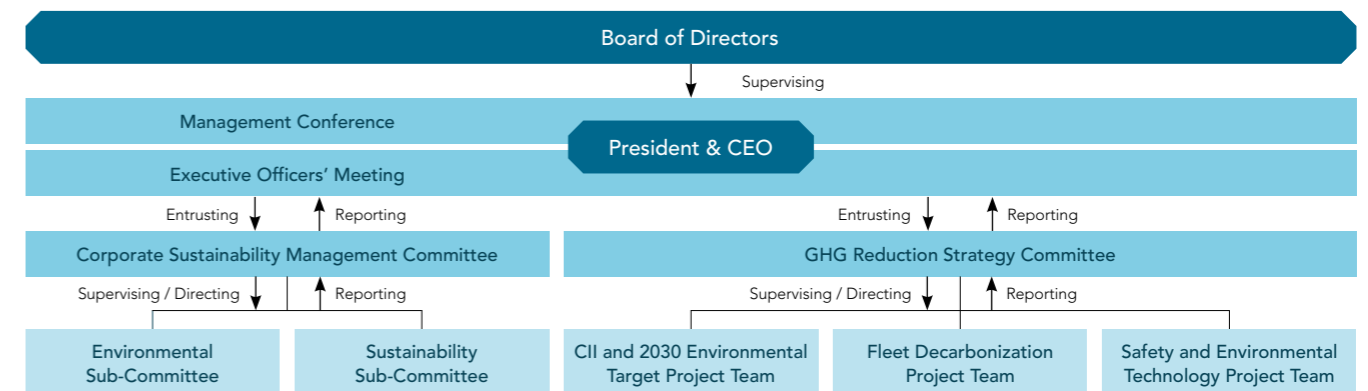 Board of Directors
Supervising
Management Conference
President & CEO
Executive Officers’ Meeting
Entrusting
Reporting
Entrusting
Reporting
Corporate Sustainability Management Committee
GHG Reduction Strategy Committee
Supervising / Directing
Reporting
Supervising / Directing
Reporting
Environmental
Sub-Committee
Sustainability
Sub-Committee
CII and 2030 Environmental
Target Project Team
Fleet Decarbonization
Project Team
Safety and Environmental
Technology Project Team